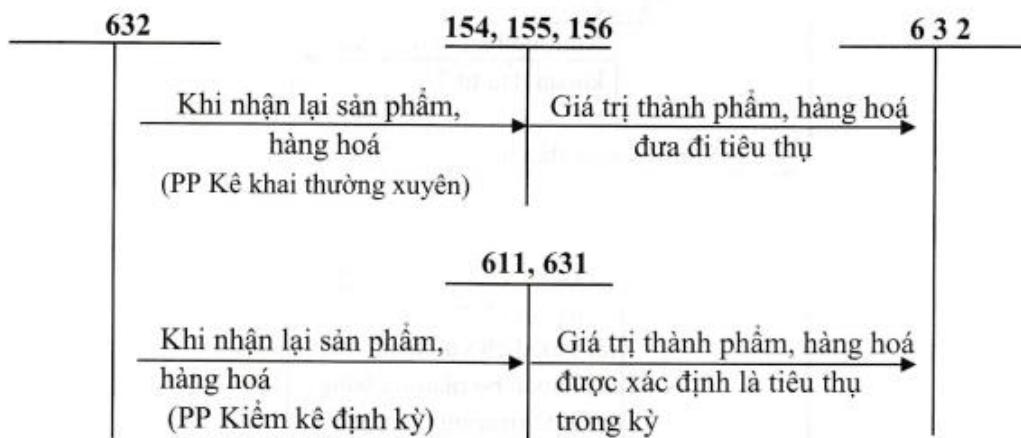 632
154, 155, 156
6 3 2
Khi nhận lại sản phẩm,
hàng hoá
(PP Kê khai thường xuyên)
Giá trị thành phẩm, hàng hoá
đưa đi tiêu thụ
611, 631
Khi nhận lại sản phẩm,
hàng hoá
(PP Kiểm kê định kỳ)
Giá trị thành phẩm, hàng hoá
được xác định là tiêu thụ
trong kỳ